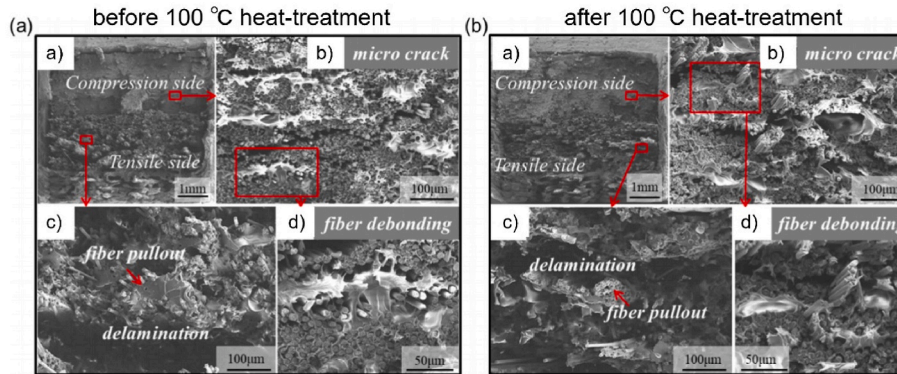 before 100 °C heat-treatment
(a)
a)
Compression side
Tensile side
1mm
b)
micro crack
100μm
c)
fiber pullout
delamination
100μm
d)
fiber debonding
50μm
after 100 °C heat-treatment
(b)
a)
Compression side
Tensile side
1mm
b)
micro crack
100μm
c)
delamination
fiber pullout
100μm
d)
fiber debonding
50μm